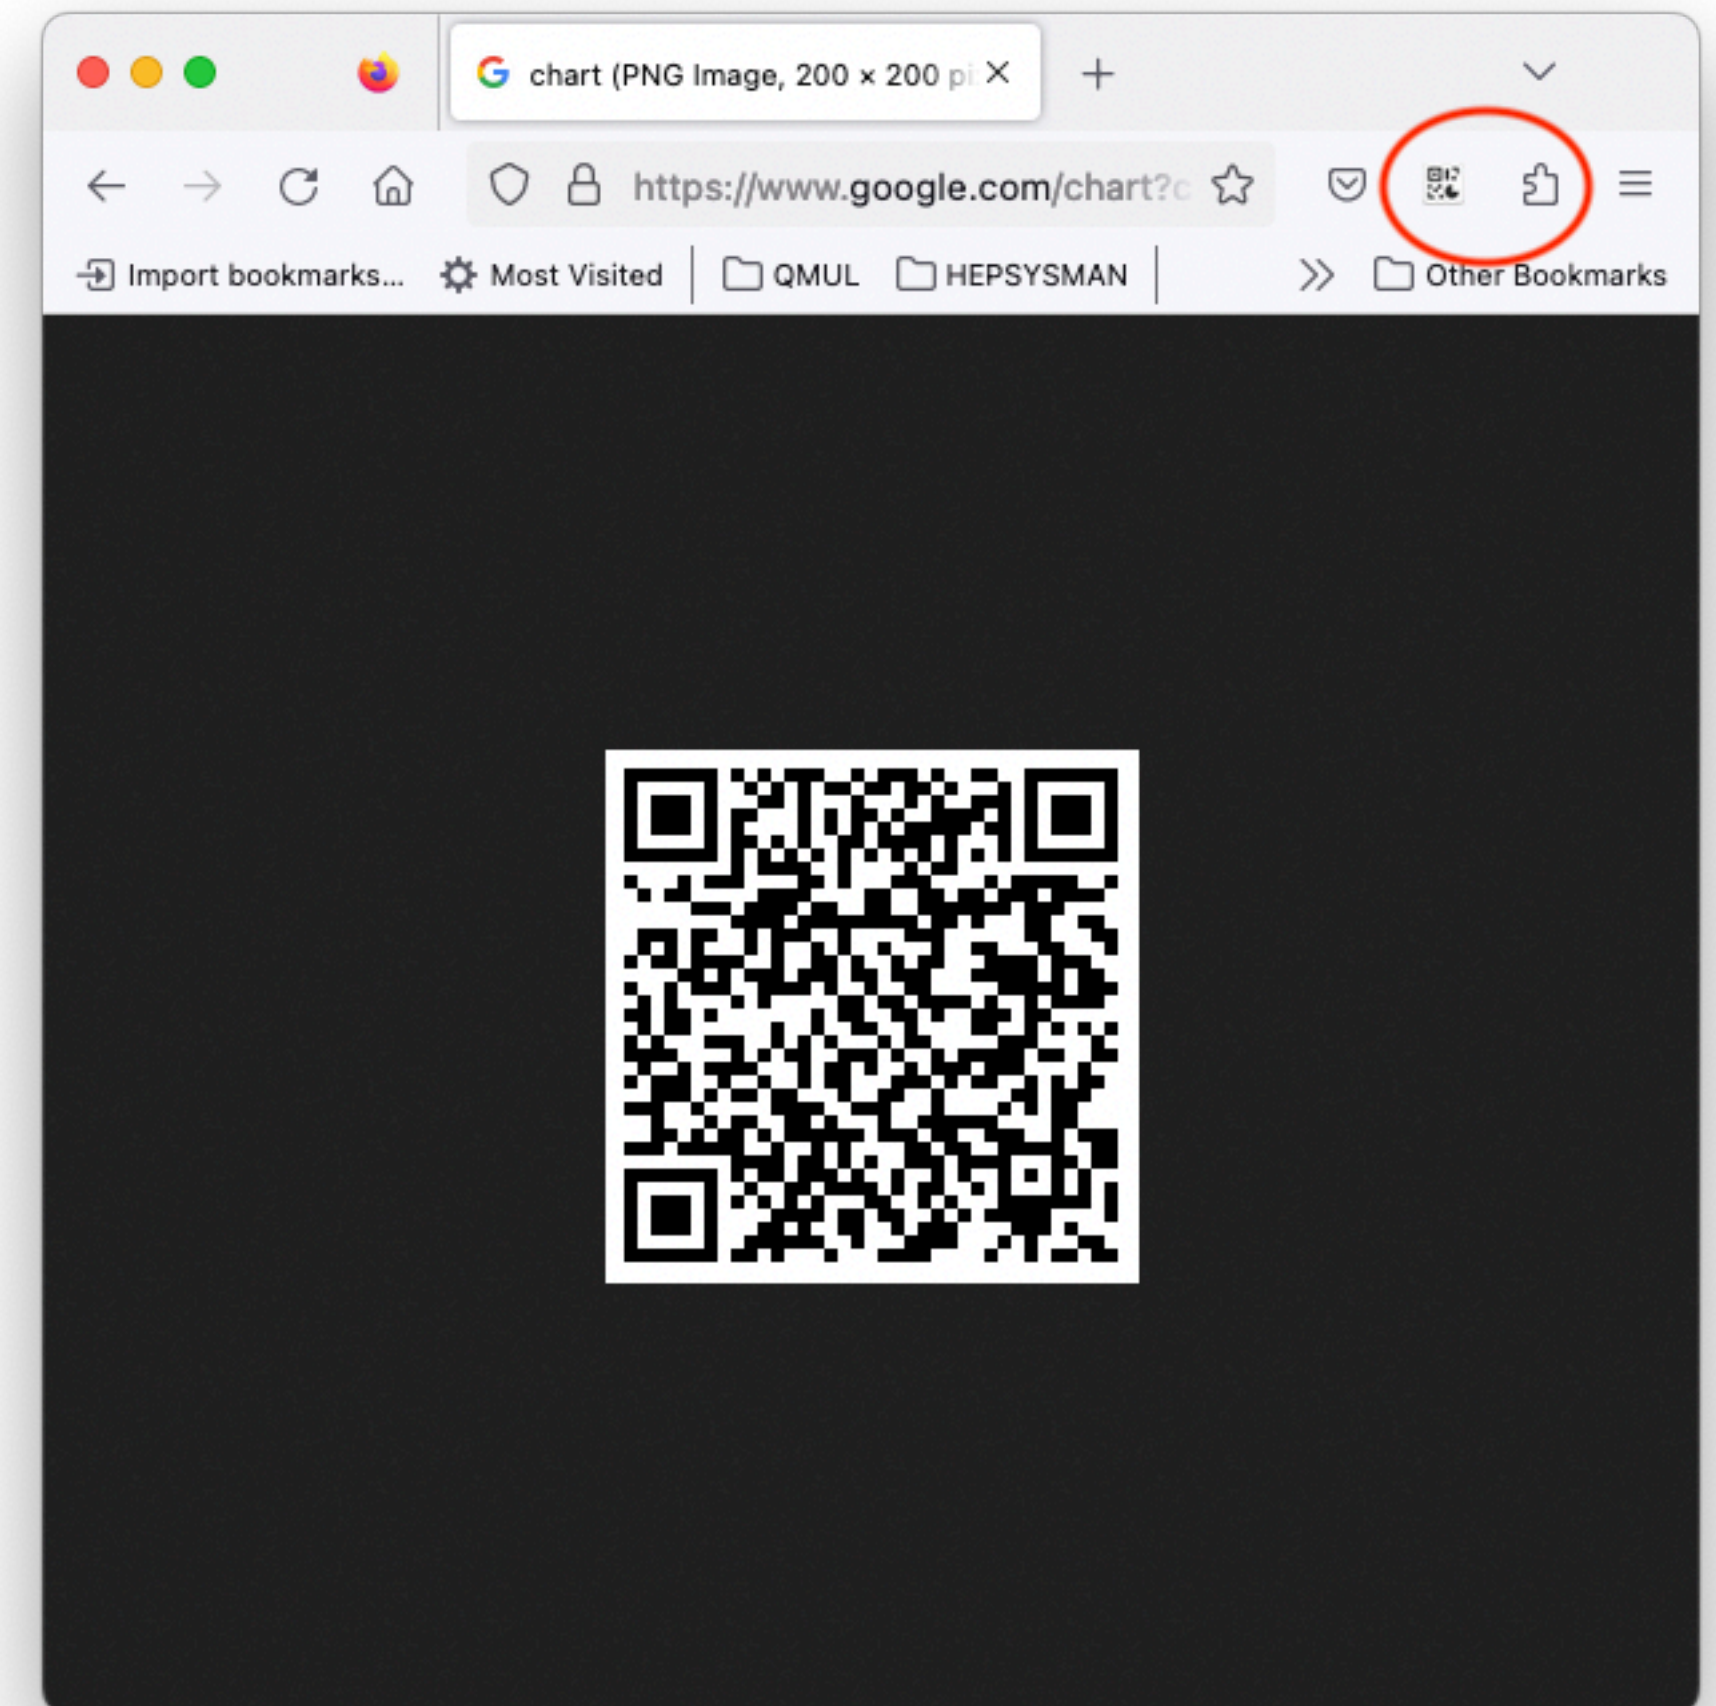 chart (PNG Image, 200 × 200 pi
https://www.google.com/chart?c
Import bookmarks... Most Visited QMUL HEPSYSMAN Other Bookmarks